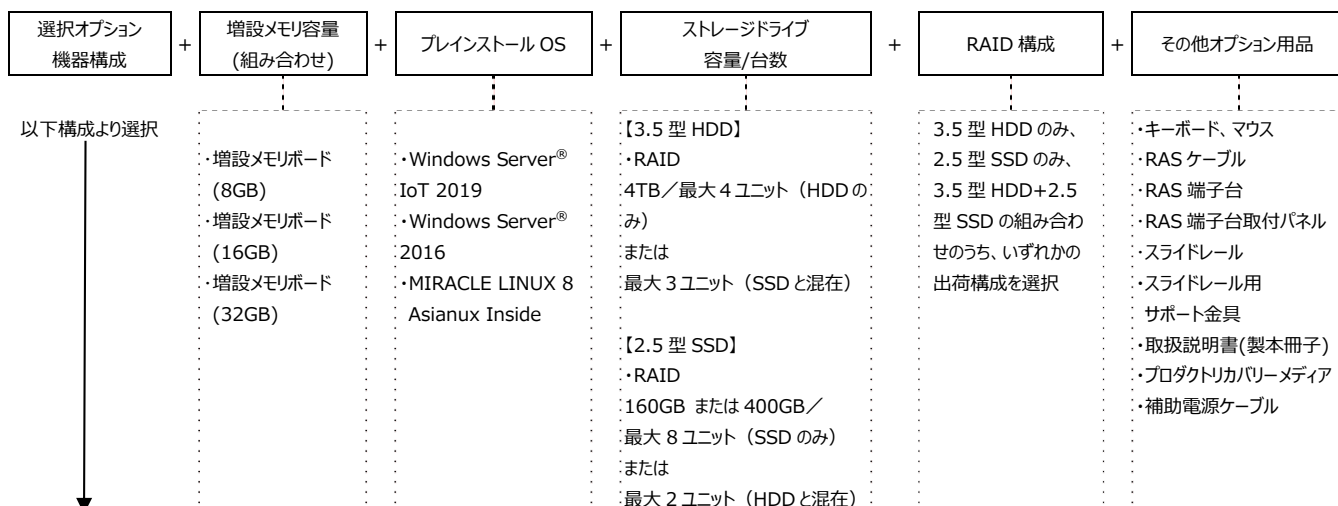 選択オプション
機器構成
+
増設メモリ容量
(組み合わせ)
+
プレインストール OS
+
ストレージドライブ
容量/台数
+
RAID 構成
+
その他オプション用品
以下構成より選択
・増設メモリボード
(8GB)
・増設メモリボード
(16GB)
・増設メモリボード
(32GB)
・Windows Server®
IoT 2019
・Windows Server®
2016
・MIRACLE LINUX 8
Asianux Inside
【3.5 型 HDD】
・RAID
4TB／最大 4 ユニット（HDD の
み）
または
最大 3 ユニット（SSD と混在）
【2.5 型 SSD】
・RAID
160GB または 400GB／
最大 8 ユニット（SSD のみ）
または
最大 2 ユニット（HDD と混在）
3.5 型 HDD のみ、
2.5 型 SSD のみ、
3.5 型 HDD+2.5
型 SSD の組み合わ
せのうち、いずれかの
出荷構成を選択
・キーボード、マウス
・RAS ケーブル
・RAS 端子台
・RAS 端子台取付パネル
・スライドレール
・スライドレール用
サポート金具
・取扱説明書(製本冊子)
・プロダクトリカバリーメディア
・補助電源ケーブル